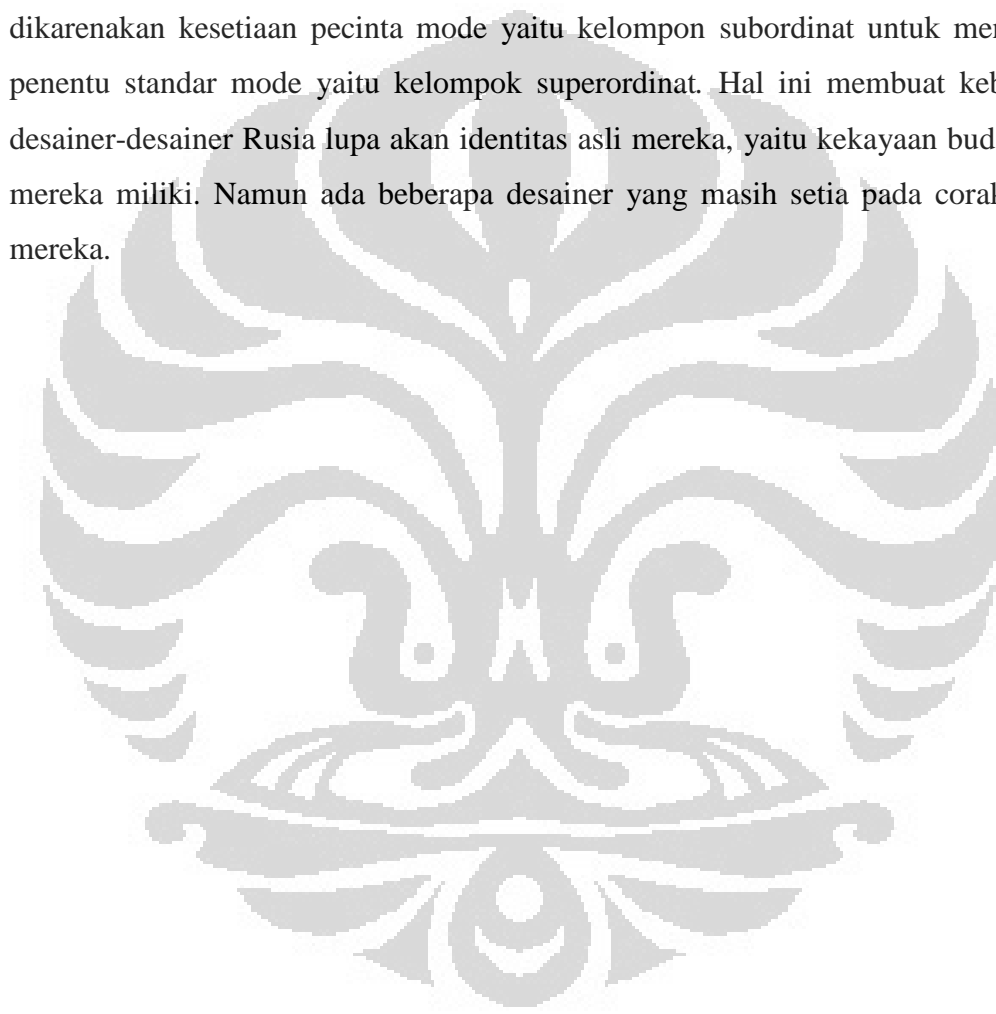 dikarenakan kesetiaan pecinta mode yaitu kelompon subordinat untuk
penentu standar mode yaitu kelompok superordinat. Hal ini membuat
desainer-desainer Rusia lupa akan identitas asli mereka, yaitu kekayaan
mereka miliki. Namun ada beberapa desainer yang masih setia pada corak
mereka.